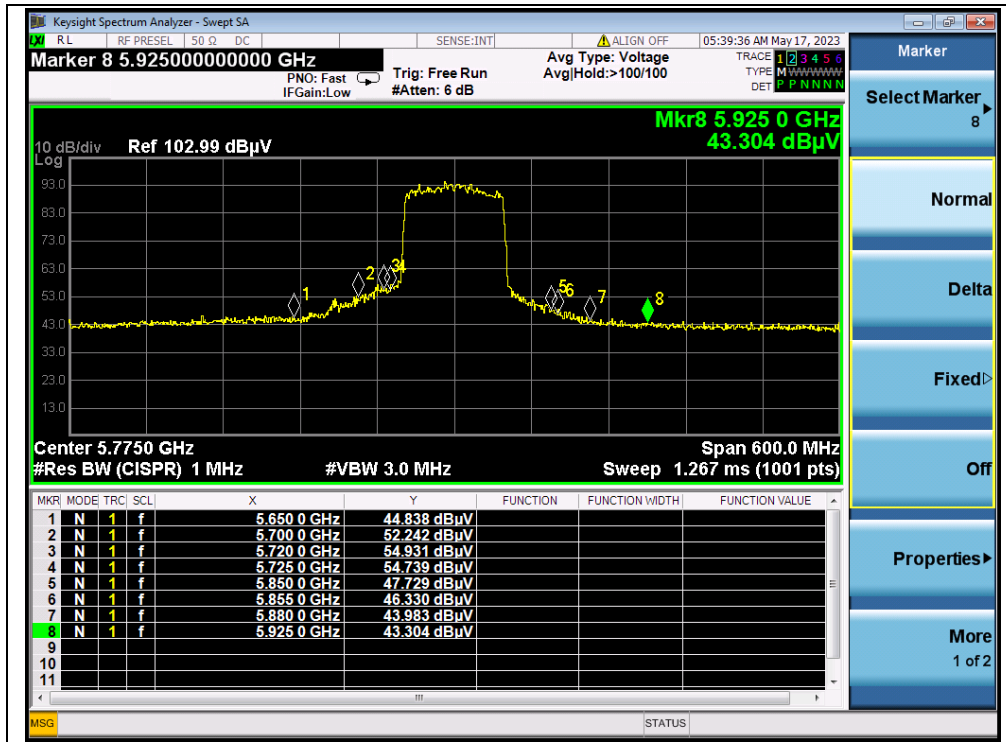 Keysight Spectrum Analyzer - Swept SA
LXI RL RF PRESEL 50 Ω DC SENSE:INT ALIGN OFF 05:39:36 AM May 17, 2023
Marker 8 5.925000000000 GHz
PNO: Fast
IFGain:Low
Trig: Free Run
#Atten: 6 dB
Avg Type: Voltage
Avg|Hold:>100/100
TRACE 1 2 3 4 5 6
TYPE M W W W W W
DET P P N N N N
Mkr8 5.925 0 GHz
43.304 dBµV
10 dB/div Ref 102.99 dBµV
Log
93.0
83.0
73.0
63.0
53.0
43.0
33.0
23.0
13.0
1
2
3
4
5
6
7
8
Center 5.7750 GHz Span 600.0 MHz
#Res BW (CISPR) 1 MHz #VBW 3.0 MHz Sweep 1.267 ms (1001 pts)
MKR MODE TRC SCL X Y FUNCTION FUNCTION WIDTH FUNCTION VALUE
1 N 1 f 5.650 0 GHz 44.838 dBµV
2 N 1 f 5.700 0 GHz 52.242 dBµV
3 N 1 f 5.720 0 GHz 54.931 dBµV
4 N 1 f 5.725 0 GHz 54.739 dBµV
5 N 1 f 5.850 0 GHz 47.729 dBµV
6 N 1 f 5.855 0 GHz 46.330 dBµV
7 N 1 f 5.880 0 GHz 43.983 dBµV
8 N 1 f 5.925 0 GHz 43.304 dBµV
9
10
11
MSG STATUS
Marker
Select Marker
8
Normal
Delta
Fixed
Off
Properties
More
1 of 2